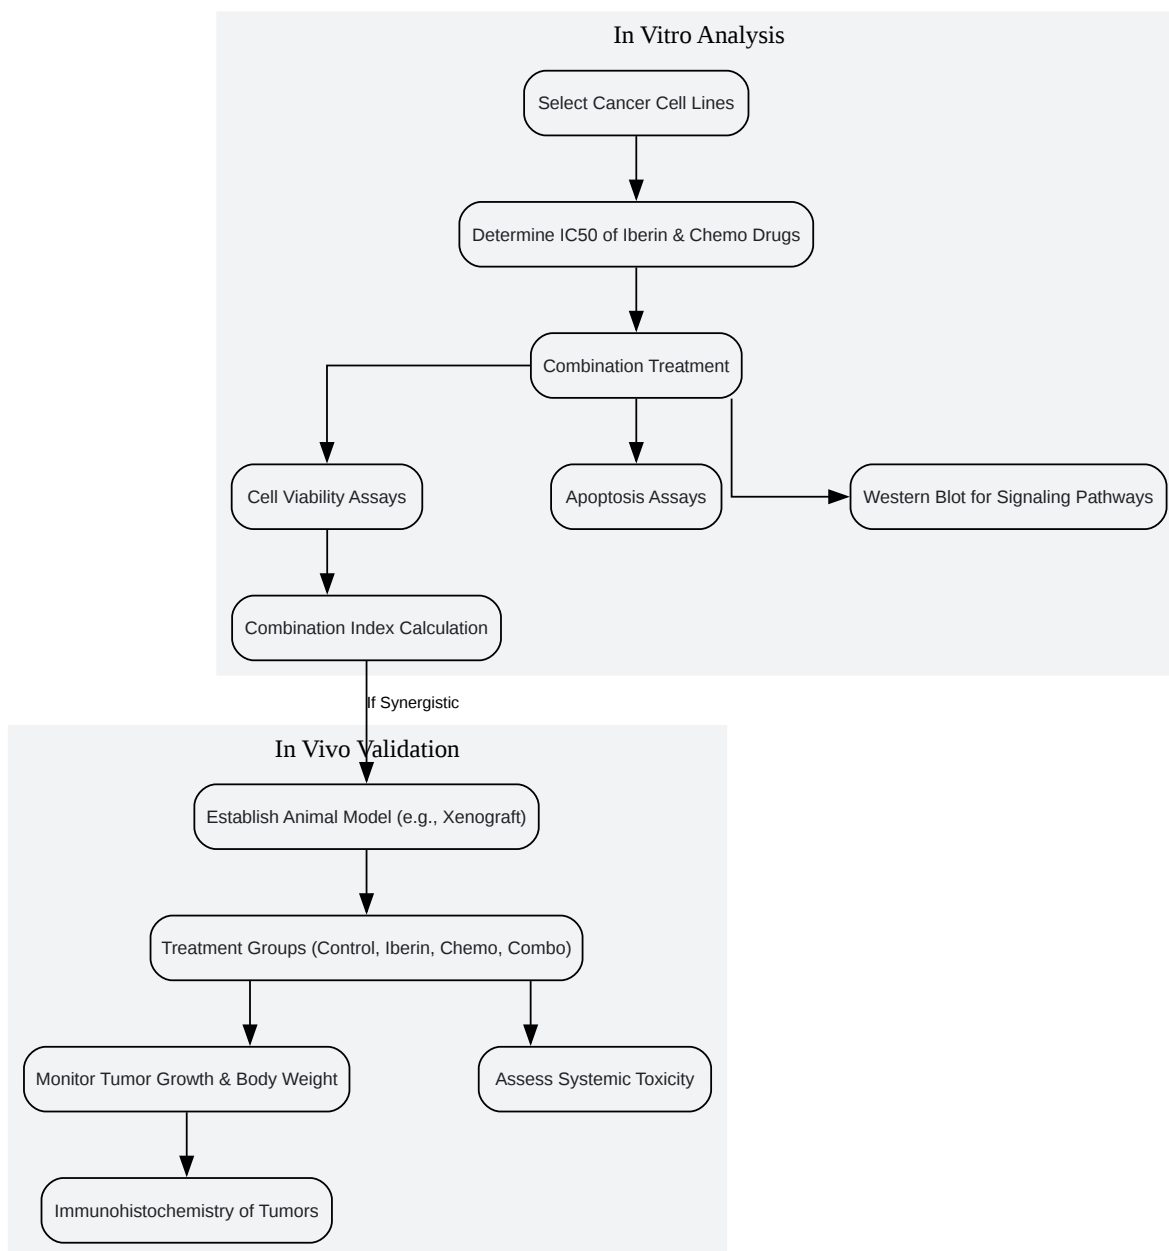 In Vitro Analysis
Select Cancer Cell Lines
Determine IC50 of Iberin & Chemo Drugs
Combination Treatment
Cell Viability Assays
Apoptosis Assays
Western Blot for Signaling Pathways
Combination Index Calculation
If Synergistic
In Vivo Validation
Establish Animal Model (e.g., Xenograft)
Treatment Groups (Control, Iberin, Chemo, Combo)
Monitor Tumor Growth & Body Weight
Assess Systemic Toxicity
Immunohistochemistry of Tumors